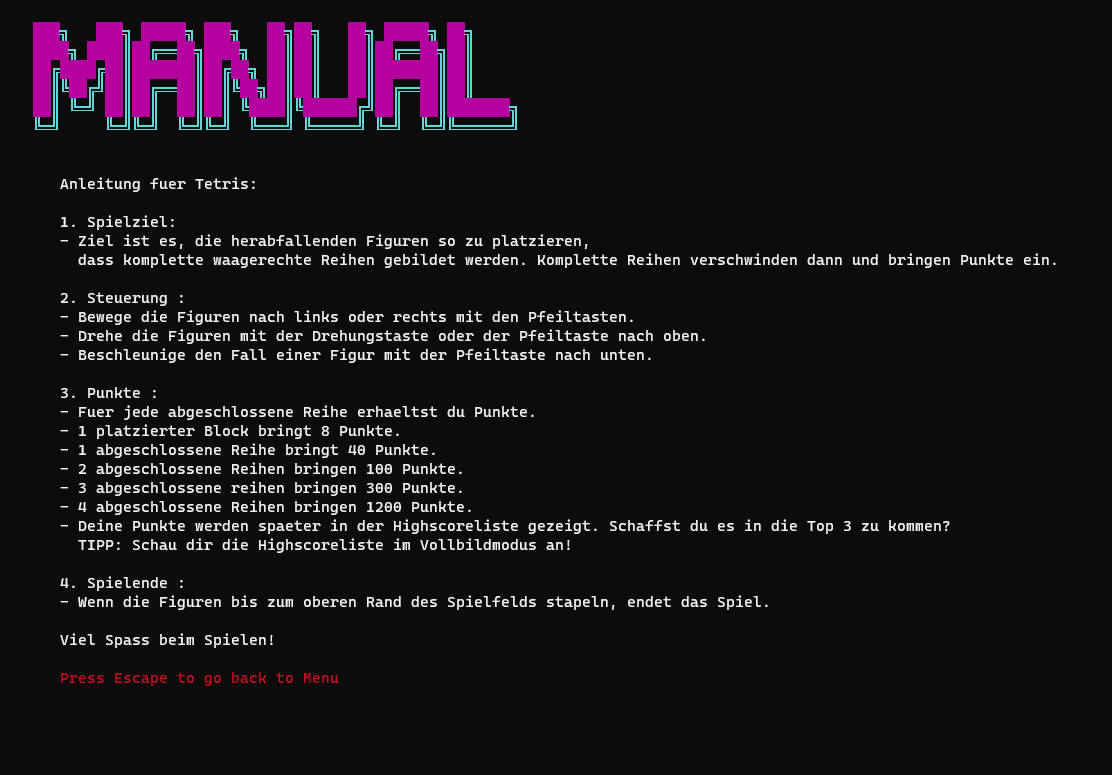 MANUAL
Anleitung fuer Tetris:
1. Spielziel:
- Ziel ist es, die herabfallenden Figuren so zu platzieren,
dass komplette waagerechte Reihen gebildet werden. Komplette Reihen verschwinden dann und bringen Punkte ein.
2. Steuerung :
- Bewege die Figuren nach links oder rechts mit den Pfeiltasten.
- Drehe die Figuren mit der Drehungstaste oder der Pfeiltaste nach oben.
- Beschleunige den Fall einer Figur mit der Pfeiltaste nach unten.
3. Punkte :
- Fuer jede abgeschlossene Reihe erhaeltst du Punkte.
- 1 platzierter Block bringt 8 Punkte.
- 1 abgeschlossene Reihe bringt 40 Punkte.
- 2 abgeschlossene Reihen bringen 100 Punkte.
- 3 abgeschlossene reihen bringen 300 Punkte.
- 4 abgeschlossene Reihen bringen 1200 Punkte.
- Deine Punkte werden spaeter in der Highscoreliste gezeigt. Schaffst du es in die Top 3 zu kommen?
TIPP: Schau dir die Highscoreliste im Vollbildmodus an!
4. Spielende :
- Wenn die Figuren bis zum oberen Rand des Spielfelds stapeln, endet das Spiel.
Viel Spass beim Spielen!
Press Escape to go back to Menu